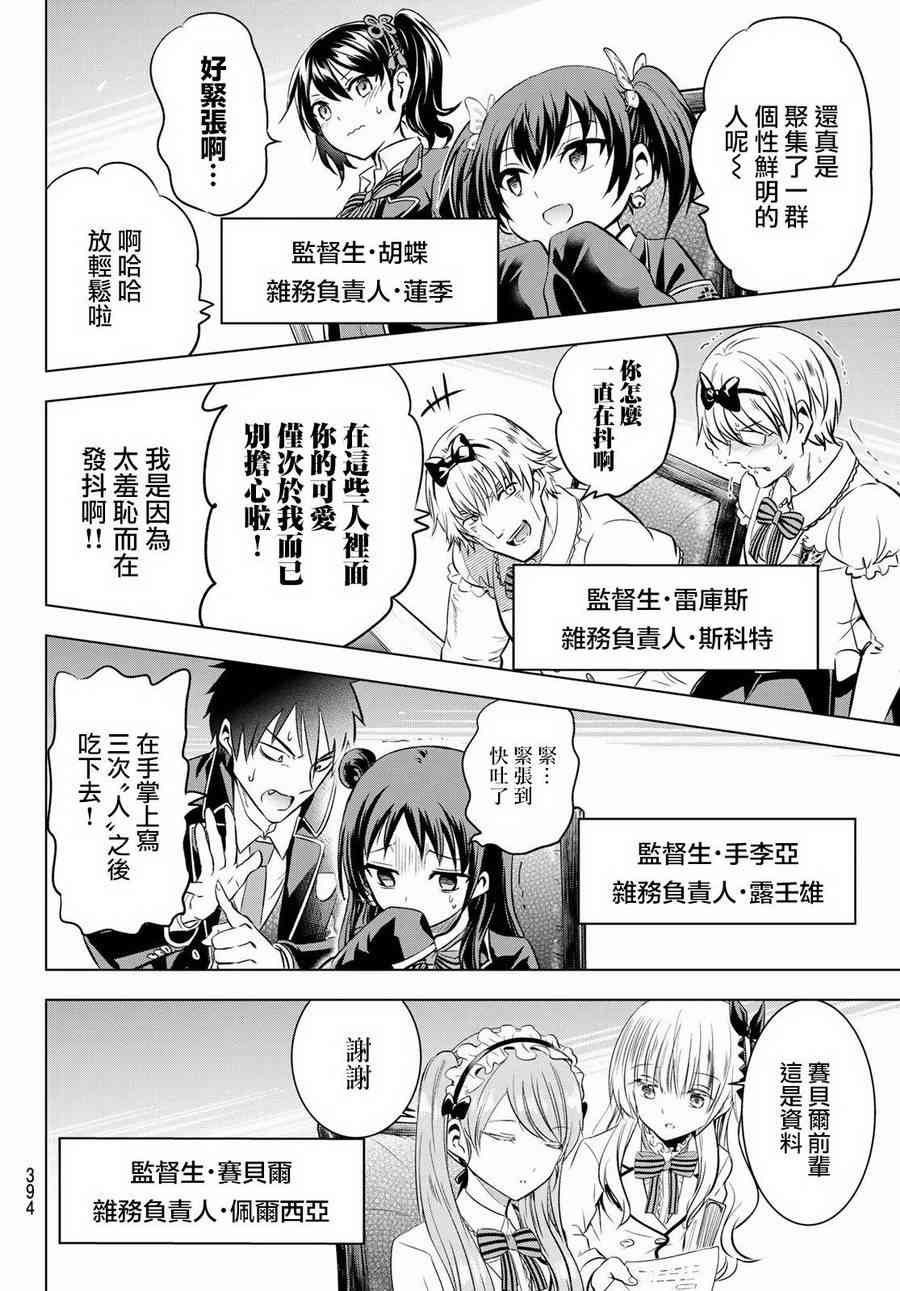 還真是
聚集了一群
個性鮮明的
人呢～
好緊張啊…
監督生·胡蝶
雜務負責人·蓮季
啊哈哈
放輕鬆啦
你怎麼
一直在抖啊
在這些人裡面
你的可愛
僅次於我而已
別擔心啦！
監督生·雷庫斯
雜務負責人·斯科特
我是因為
太羞恥而在
發抖啊!!
緊…
緊張到
快吐了
監督生·手李亞
雜務負責人·露壬雄
在手掌上寫
三次〝人〞之後
吃下去！
賽貝爾前輩
這是資料
謝謝
監督生·賽貝爾
雜務負責人·佩爾西亞
394